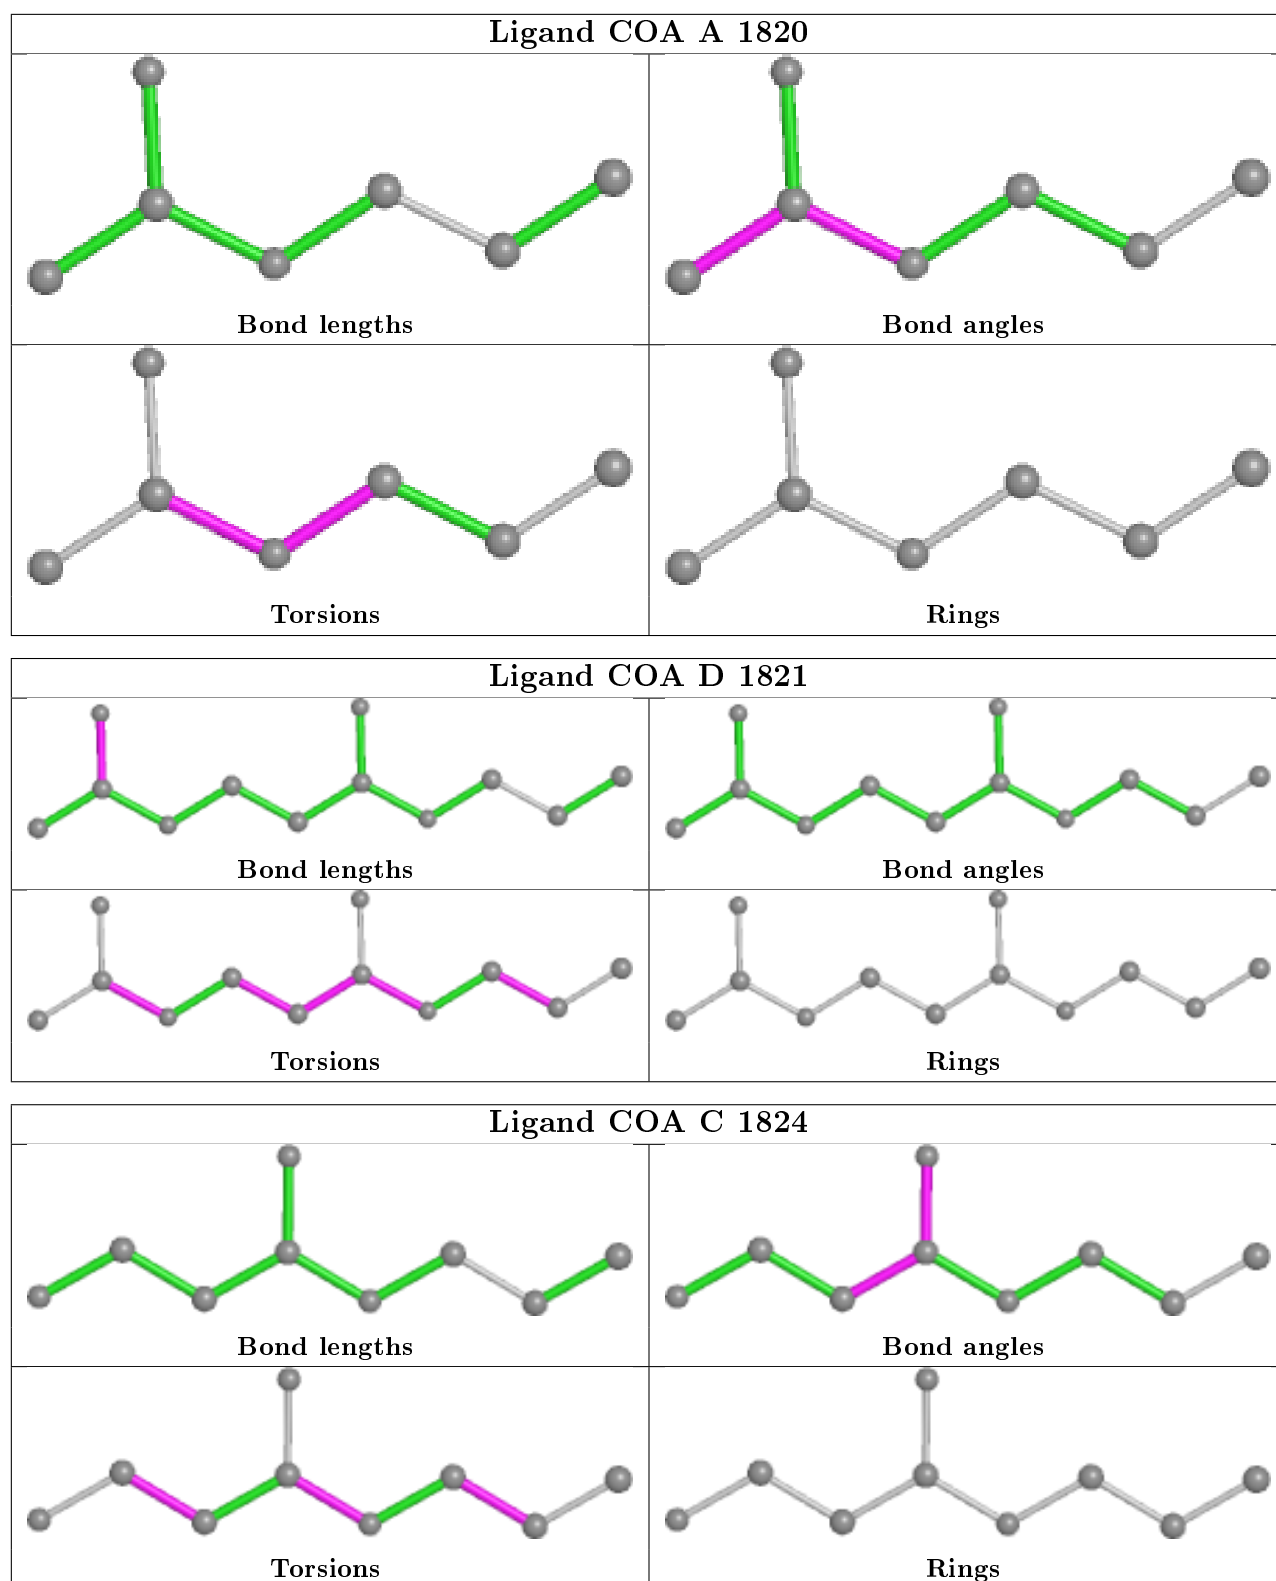 Ligand COA A 1820
Bond lengths
Bond angles
Torsions
Rings
Ligand COA D 1821
Bond lengths
Bond angles
Torsions
Rings
Ligand COA C 1824
Bond lengths
Bond angles
Torsions
Rings